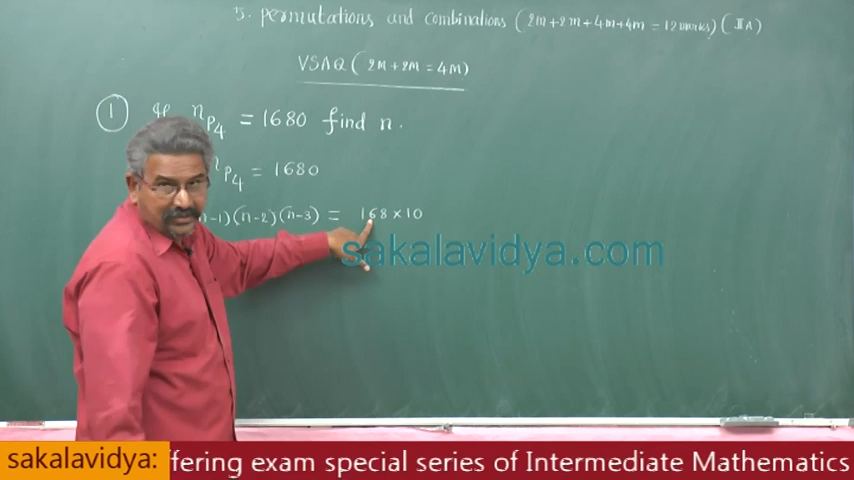 5. permutations and combinations (2M+2M+4M+4M=12 marks) (IIA)
VSAQ (2M+2M=4M)
1 If nP4 = 1680 find n.
nP4 = 1680
n-1)(n-2)(n-3) = 168×10
sakalavidya.com
sakalavidya: ffering exam special series of Intermediate Mathematics